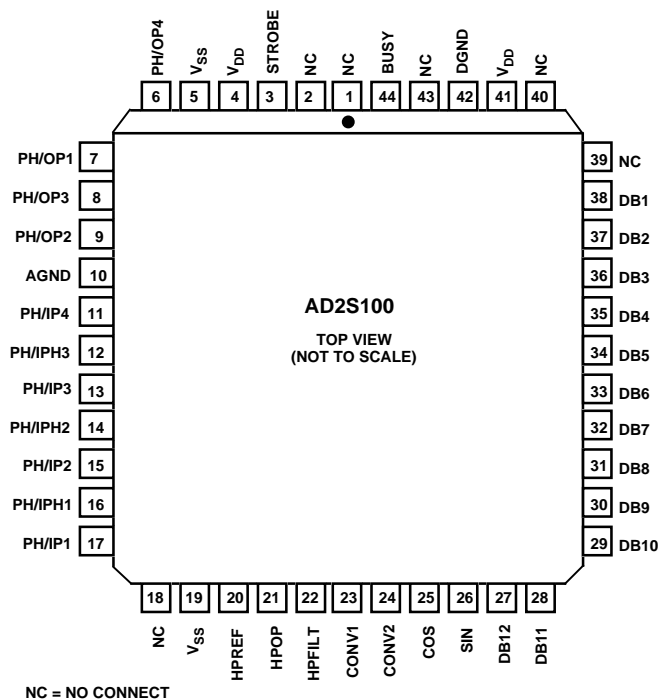 PH/OP4
VSS
VDD
STROBE
NC
NC
BUSY
NC
DGND
VDD
NC
6 5 4 3 2 1 44 43 42 41 40
PH/OP1 7
PH/OP3 8
PH/OP2 9
AGND 10
PH/IP4 11
PH/IPH3 12
PH/IP3 13
PH/IPH2 14
PH/IP2 15
PH/IPH1 16
PH/IP1 17
AD2S100
TOP VIEW
(NOT TO SCALE)
39 NC
38 DB1
37 DB2
36 DB3
35 DB4
34 DB5
33 DB6
32 DB7
31 DB8
30 DB9
29 DB10
18 19 20 21 22 23 24 25 26 27 28
NC
VSS
HPREF
HPOP
HPFILT
CONV1
CONV2
COS
SIN
DB12
DB11
NC = NO CONNECT